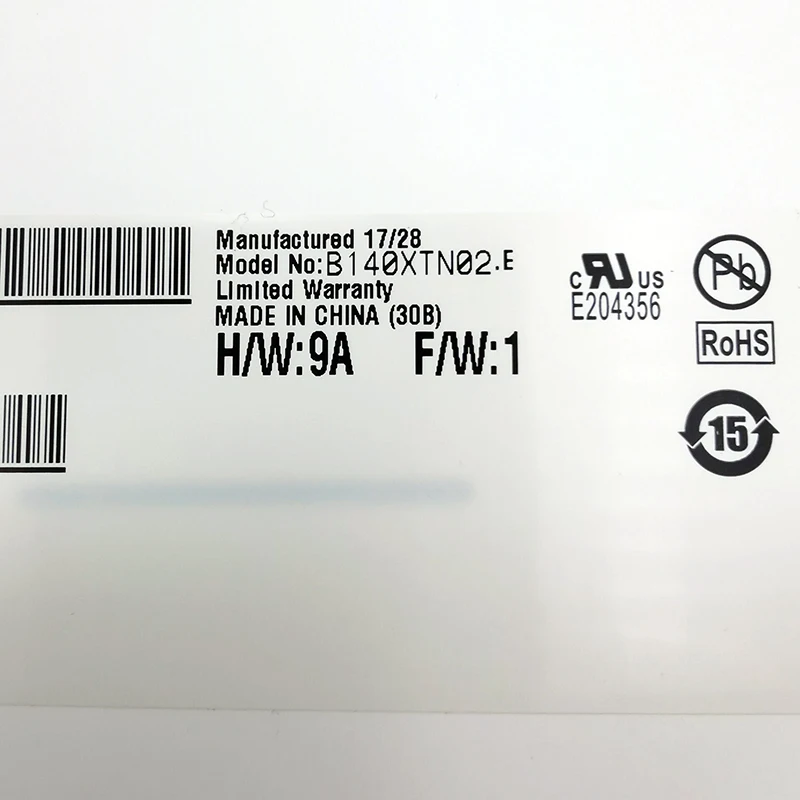 Manufactured 17/28
Model No:B140XTN02.E
Limited Warranty
MADE IN CHINA (30B)
H/W:9A F/W:1
c RU US
E204356
Pb
RoHS
15